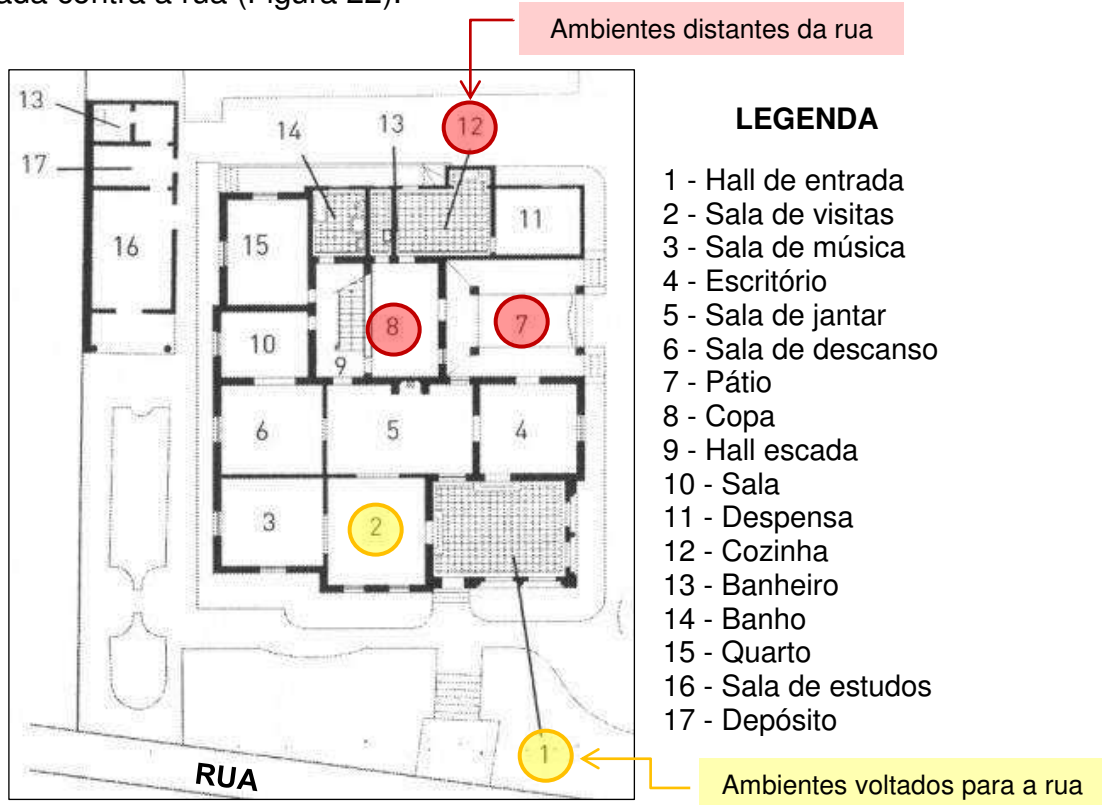 ada contra a rua (Figura 22).
Ambientes distantes da rua
13
14
13
12
17
11
16
15
8
7
10
9
6
5
4
3
2
1
RUA
LEGENDA
1 - Hall de entrada
2 - Sala de visitas
3 - Sala de música
4 - Escritório
5 - Sala de jantar
6 - Sala de descanso
7 - Pátio
8 - Copa
9 - Hall escada
10 - Sala
11 - Despensa
12 - Cozinha
13 - Banheiro
14 - Banho
15 - Quarto
16 - Sala de estudos
17 - Depósito
Ambientes voltados para a rua